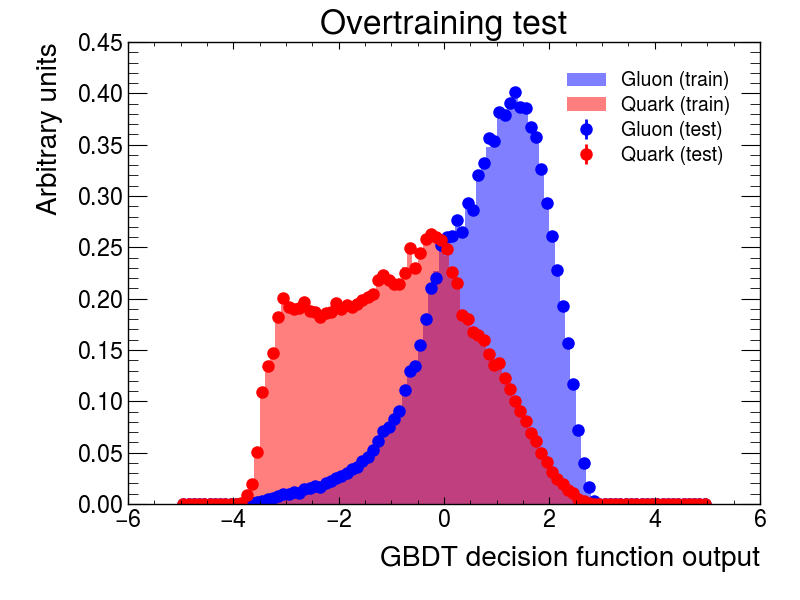 Overtraining test
Arbitrary units
0.45
0.40
0.35
0.30
0.25
0.20
0.15
0.10
0.05
0.00
Gluon (train)
Quark (train)
Gluon (test)
Quark (test)
−6 −4 −2 0 2 4 6
GBDT decision function output